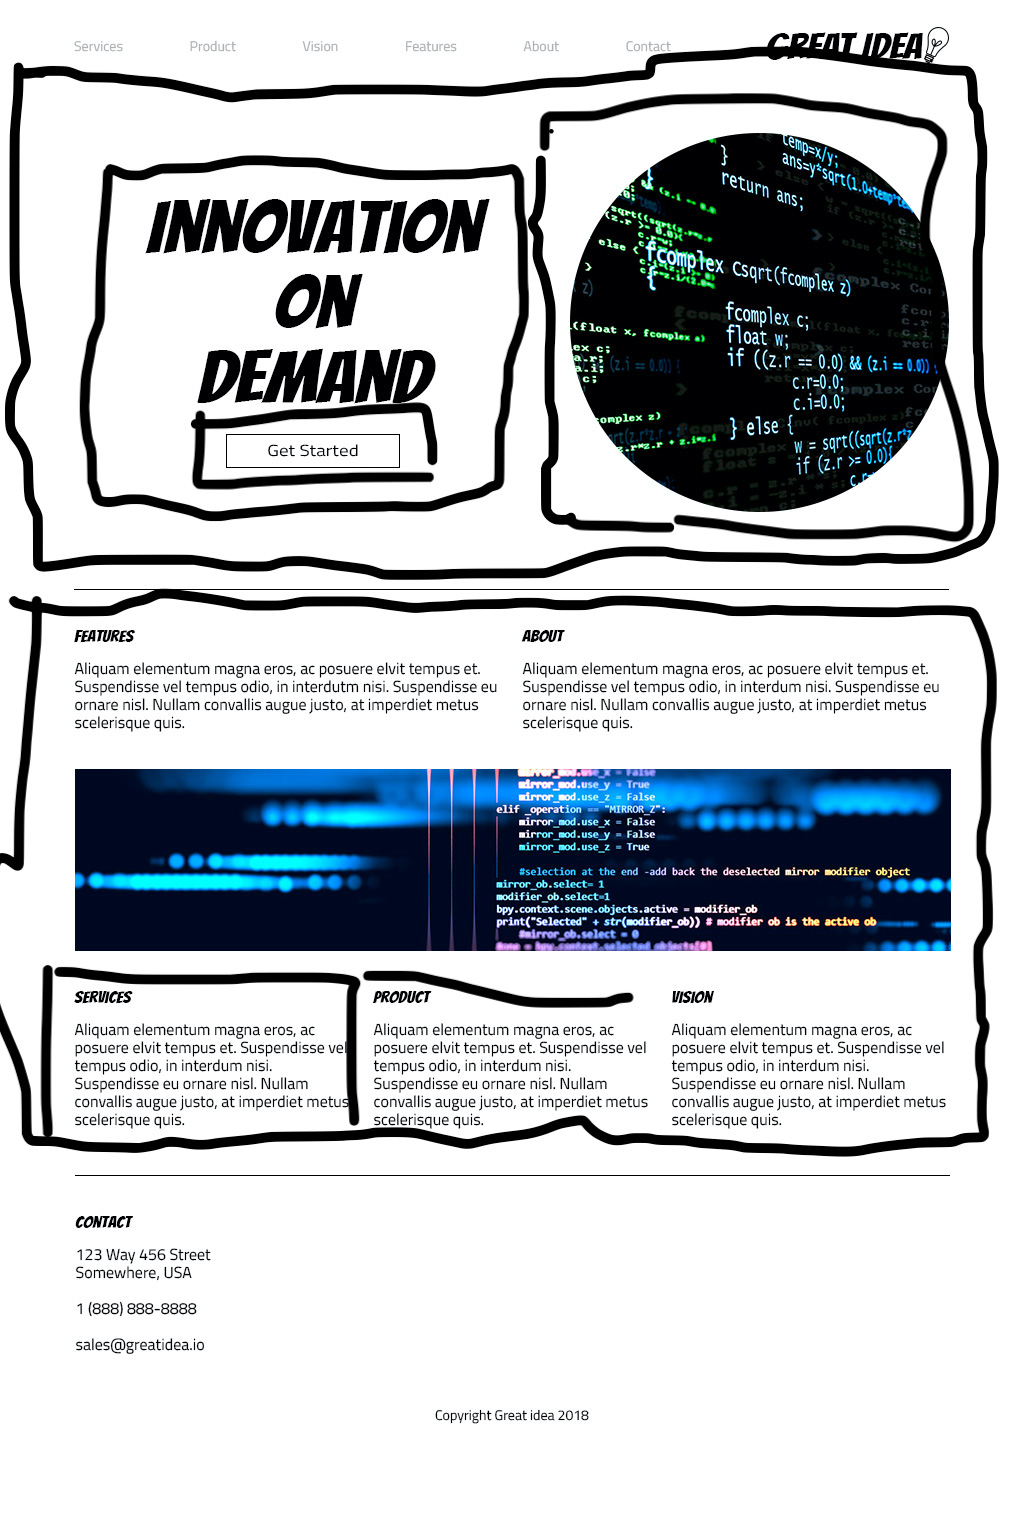 Services Product Vision Features About Contact GREAT IDEA
INNOVATION
ON
DEMAND
Get Started
temp=x/y;
} ans=y*sqrt(1.0+temp*temp
return ans;
fcomplex Csqrt(fcomplex z)
{
fcomplex c;
float w;
if ((z.r == 0.0) && (z.i == 0.0))
c.r=0.0;
c.i=0.0;
} else {
w = sqrt((sqrt(z.r*z.
if (z.r >= 0.0){
(float x, fcomplex a)
complex z)
FEATURES
Aliquam elementum magna eros, ac posuere elvit tempus et.
Suspendisse vel tempus odio, in interdutm nisi. Suspendisse eu
ornare nisl. Nullam convallis augue justo, at imperdiet metus
scelerisque quis.
ABOUT
Aliquam elementum magna eros, ac posuere elvit tempus et.
Suspendisse vel tempus odio, in interdum nisi. Suspendisse eu
ornare nisl. Nullam convallis augue justo, at imperdiet metus
scelerisque quis.
mirror_mod.use_x = False
mirror_mod.use_y = True
mirror_mod.use_z = False
elif _operation == "MIRROR_Z":
mirror_mod.use_x = False
mirror_mod.use_y = False
mirror_mod.use_z = True
#selection at the end -add back the deselected mirror modifier object
mirror_ob.select= 1
modifier_ob.select=1
bpy.context.scene.objects.active = modifier_ob
print("Selected" + str(modifier_ob)) # modifier ob is the active ob
#mirror_ob.select = 0
#one = bpy.context.selected_objects[0]
SERVICES
Aliquam elementum magna eros, ac
posuere elvit tempus et. Suspendisse vel
tempus odio, in interdum nisi.
Suspendisse eu ornare nisl. Nullam
convallis augue justo, at imperdiet metus
scelerisque quis.
PRODUCT
Aliquam elementum magna eros, ac
posuere elvit tempus et. Suspendisse vel
tempus odio, in interdum nisi.
Suspendisse eu ornare nisl. Nullam
convallis augue justo, at imperdiet metus
scelerisque quis.
VISION
Aliquam elementum magna eros, ac
posuere elvit tempus et. Suspendisse vel
tempus odio, in interdum nisi.
Suspendisse eu ornare nisl. Nullam
convallis augue justo, at imperdiet metus
scelerisque quis.
CONTACT
123 Way 456 Street
Somewhere, USA
1 (888) 888-8888
sales@greatidea.io
Copyright Great idea 2018